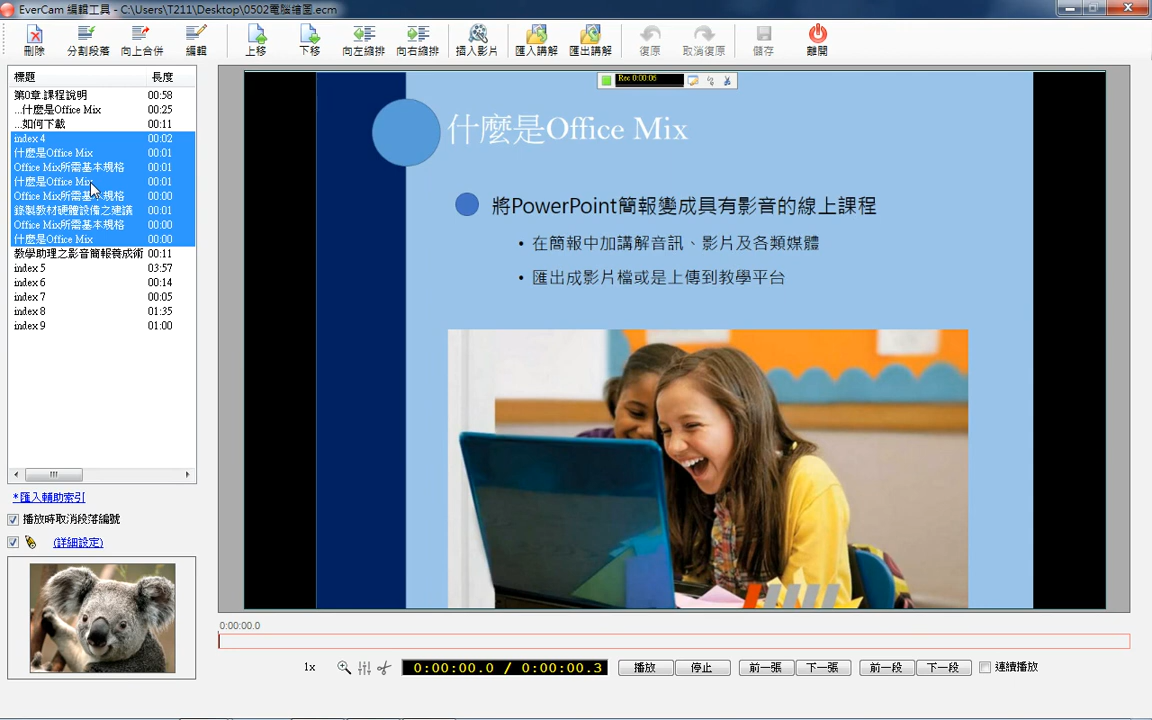 EverCam 編輯工具 - C:\Users\T211\Desktop\0502電腦繪圖.ecm
刪除 分割段落 向上合併 編輯 上移 下移 向左縮排 向右縮排 插入影片 匯入講解 匯出講解 復原 取消復原 儲存 離開
標題 長度
第0章.課程說明 00:58
...什麼是Office Mix 00:25
...如何下載 00:11
index 4 00:02
什麼是Office Mix 00:01
Office Mix所需基本規格 00:01
什麼是Office Mix 00:01
Office Mix所需基本規格 00:00
錄製教材硬體設備之建議 00:01
Office Mix所需基本規格 00:00
什麼是Office Mix 00:00
教學助理之影音簡報養成術 00:11
index 5 03:57
index 6 00:14
index 7 00:05
index 8 01:35
index 9 01:00
*匯入輔助索引
播放時取消段落編號
(詳細設定)
Rec 0:00:06
什麼是Office Mix
將PowerPoint簡報變成具有影音的線上課程
• 在簡報中加講解音訊、影片及各類媒體
• 匯出成影片檔或是上傳到教學平台
0:00:00.0
1x 0:00:00.0 / 0:00:00.3 播放 停止 前一張 下一張 前一段 下一段 連續播放